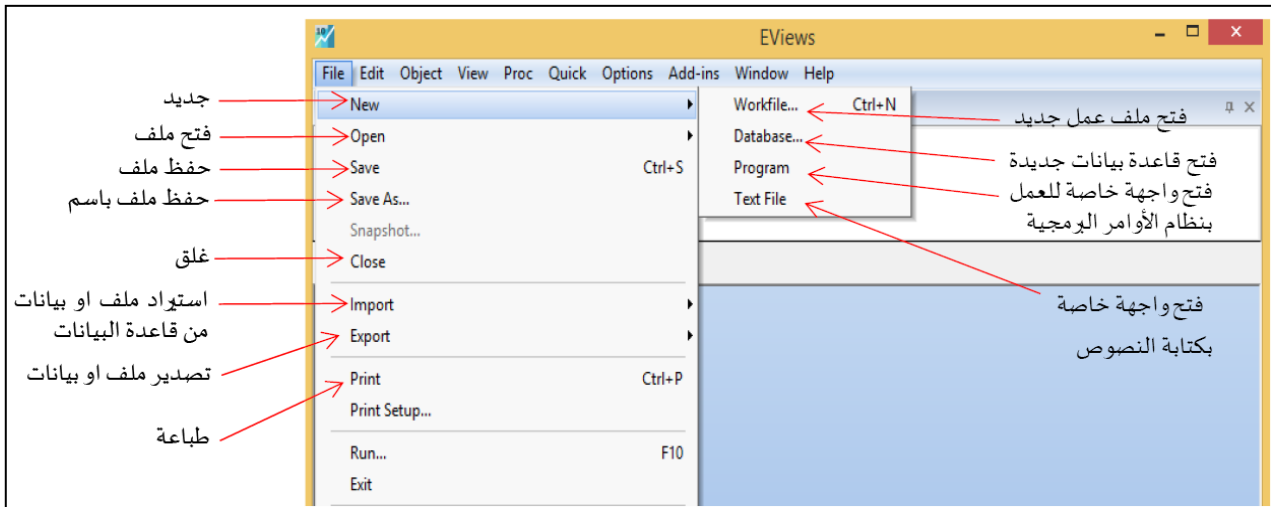 10
EViews
File Edit Object View Proc Quick Options Add-ins Window Help
جديد
New
Workfile... Ctrl+N
فتح ملف عمل جديد
فتح ملف
Open
Database...
فتح قاعدة بيانات جديدة
حفظ ملف
Save Ctrl+S
Program
فتح واجهة خاصة للعمل
بنظام الأوامر البرمجية
حفظ ملف باسم
Save As...
Text File
فتح واجهة خاصة
بكتابة النصوص
Snapshot...
غلق
Close
استيراد ملف او بيانات
من قاعدة البيانات
Import
Export
تصدير ملف او بيانات
Print Ctrl+P
Print Setup...
طباعة
Run... F10
Exit